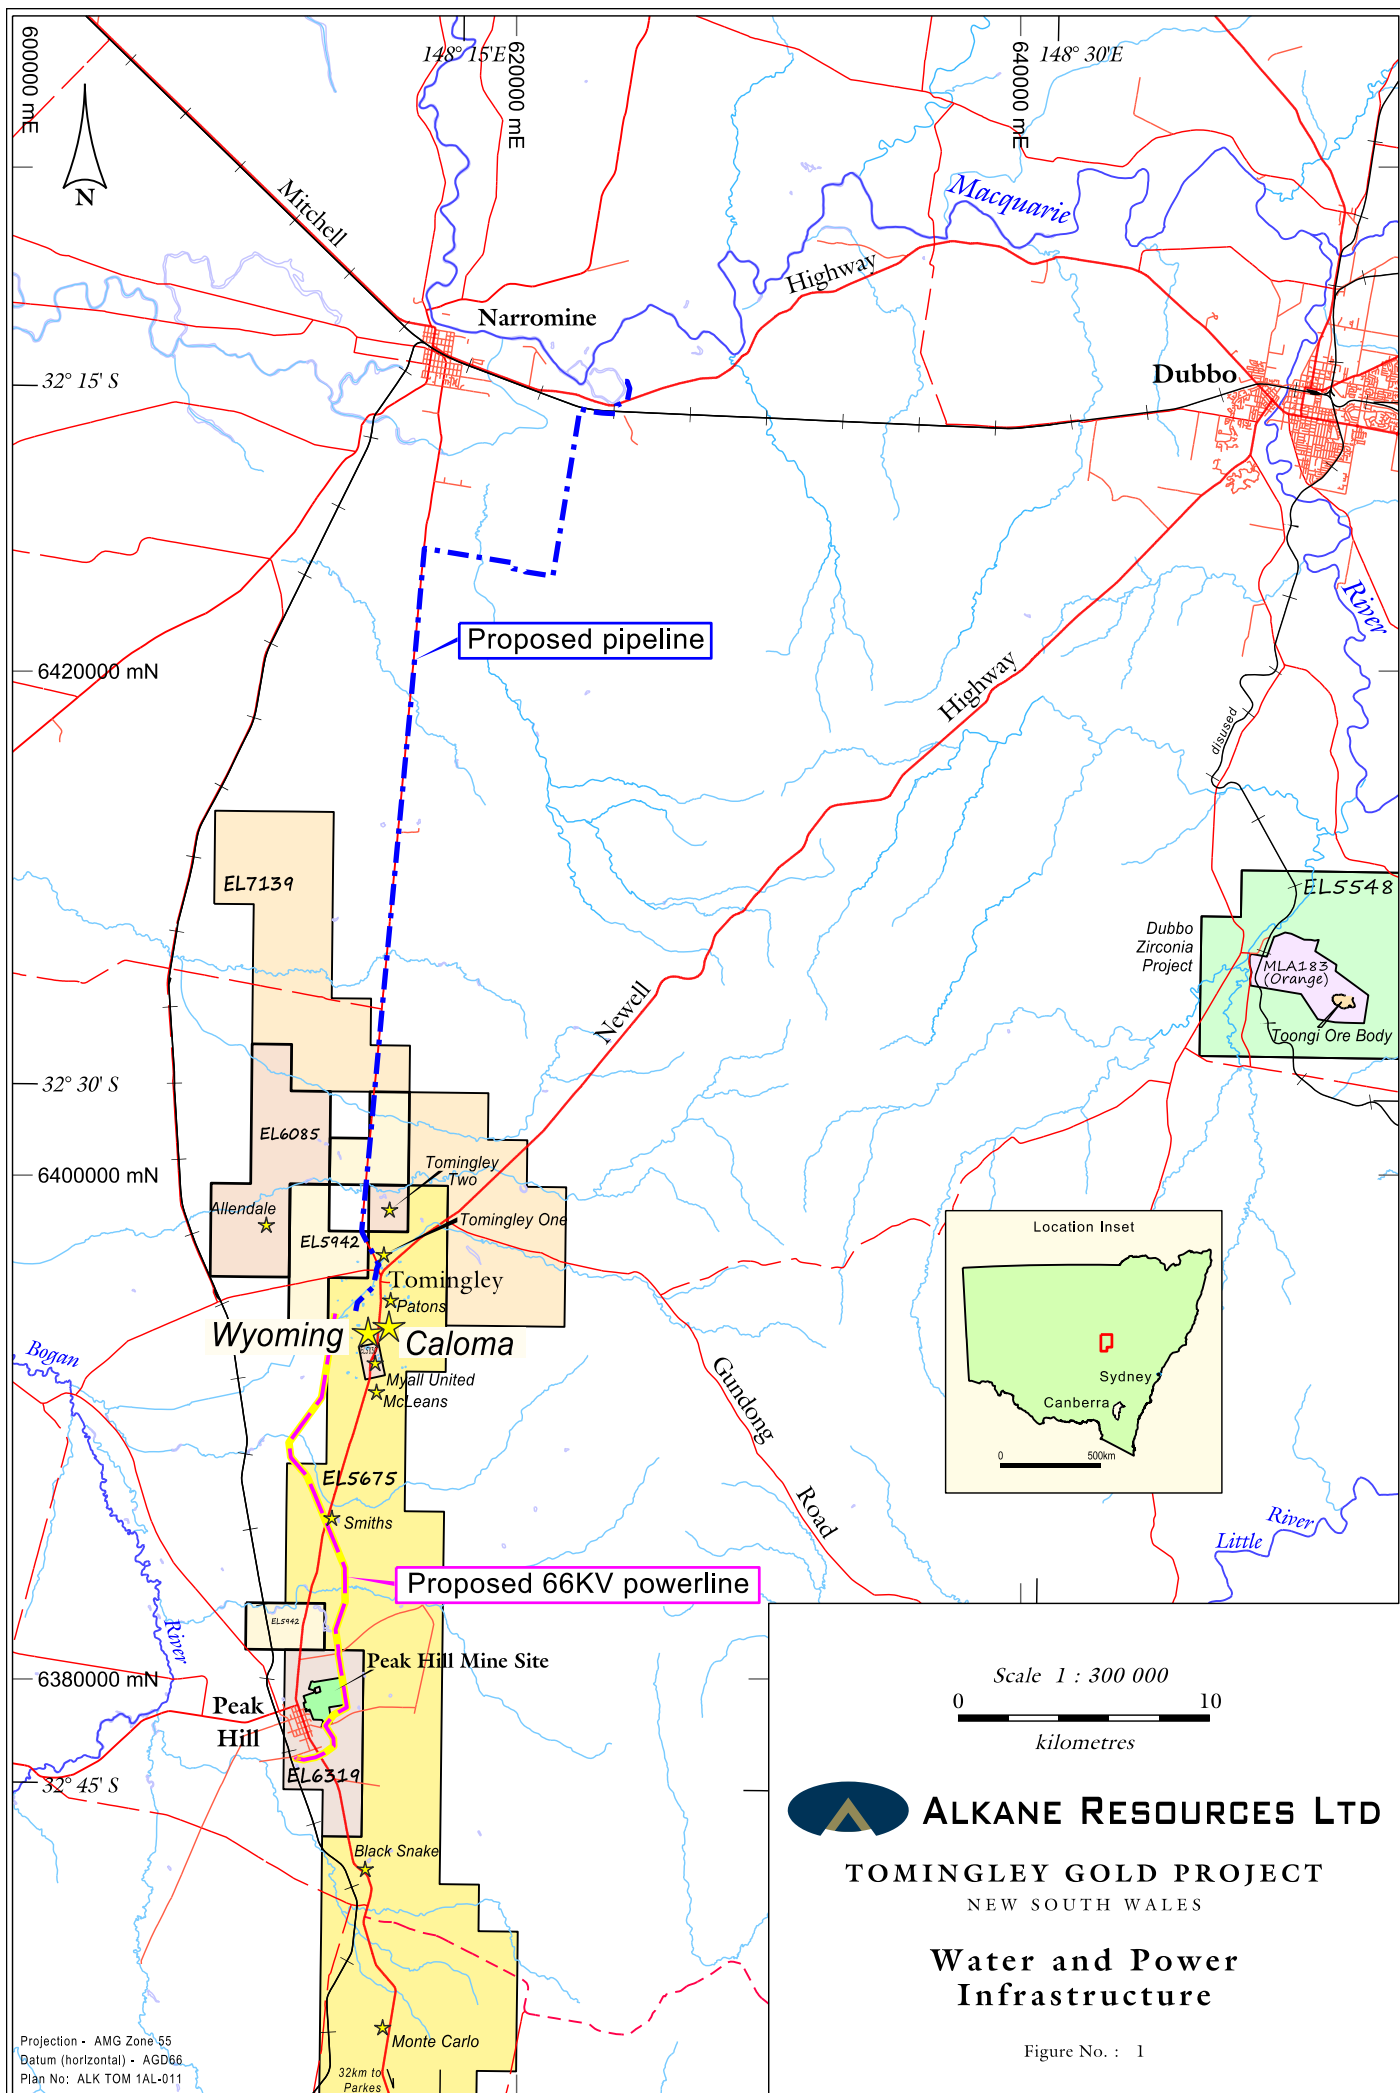 600000 mE
148° 15'E
620000 mE
640000 mE
148° 30'E
N
Mitchell
Macquarie
Highway
Narromine
32° 15' S
Dubbo
River
Proposed pipeline
6420000 mN
Highway
disused
EL7139
EL5548
Dubbo
Zirconia
Project
MLA183
(Orange)
Toongi Ore Body
Newell
32° 30' S
EL6085
6400000 mN
Tomingley
Two
Allendale
Tomingley One
EL5942
Location Inset
Tomingley
Patons
Wyoming
Caloma
Bogan
Sydney
Myall United
McLeans
Canberra
Gundong
0 500km
EL5675
Smiths
Road
River
Little
Proposed 66KV powerline
EL5942
River
Peak Hill Mine Site
6380000 mN
Peak
Hill
Scale 1 : 300 000
0 10
kilometres
EL6319
32° 45' S
ALKANE RESOURCES LTD
Black Snake
TOMINGLEY GOLD PROJECT
NEW SOUTH WALES
Water and Power
Infrastructure
Monte Carlo
Projection - AMG Zone 55
Datum (horizontal) - AGD66
Plan No: ALK TOM 1AL-011
32km to
Parkes
Figure No. : 1